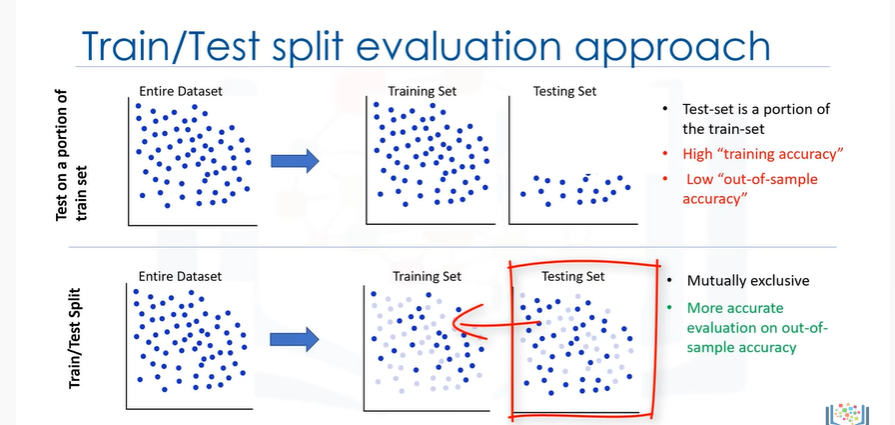 Train/Test split evaluation approach
Test on a portion of
train set
Entire Dataset
Training Set
Testing Set
• Test-set is a portion of
the train-set
• High “training accuracy”
• Low “out-of-sample
accuracy”
Train/Test Split
Entire Dataset
Training Set
Testing Set
• Mutually exclusive
• More accurate
evaluation on out-of-
sample accuracy